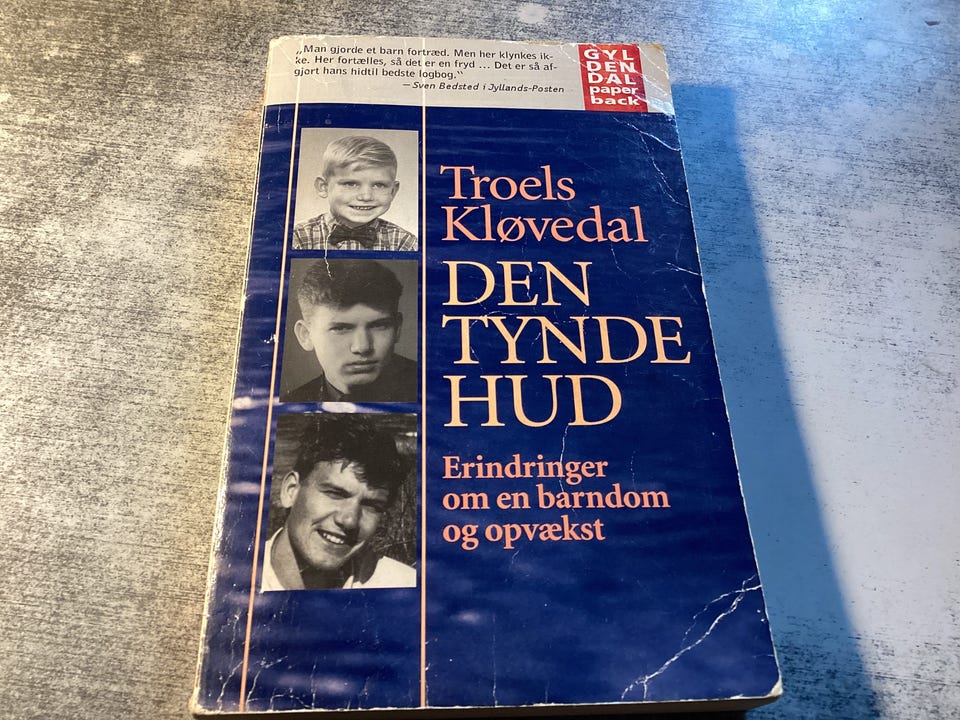 „Man gjorde et barn fortræd. Men her klynkes ik-
ke. Her fortælles, så det er en fryd ... Det er så af-
gjort hans hidtil bedste logbog.‟
— Sven Bedsted i Jyllands-Posten
GYL
DEN
DAL
paper
back
Troels
Kløvedal
DEN
TYNDE
HUD
Erindringer
om en barndom
og opvækst